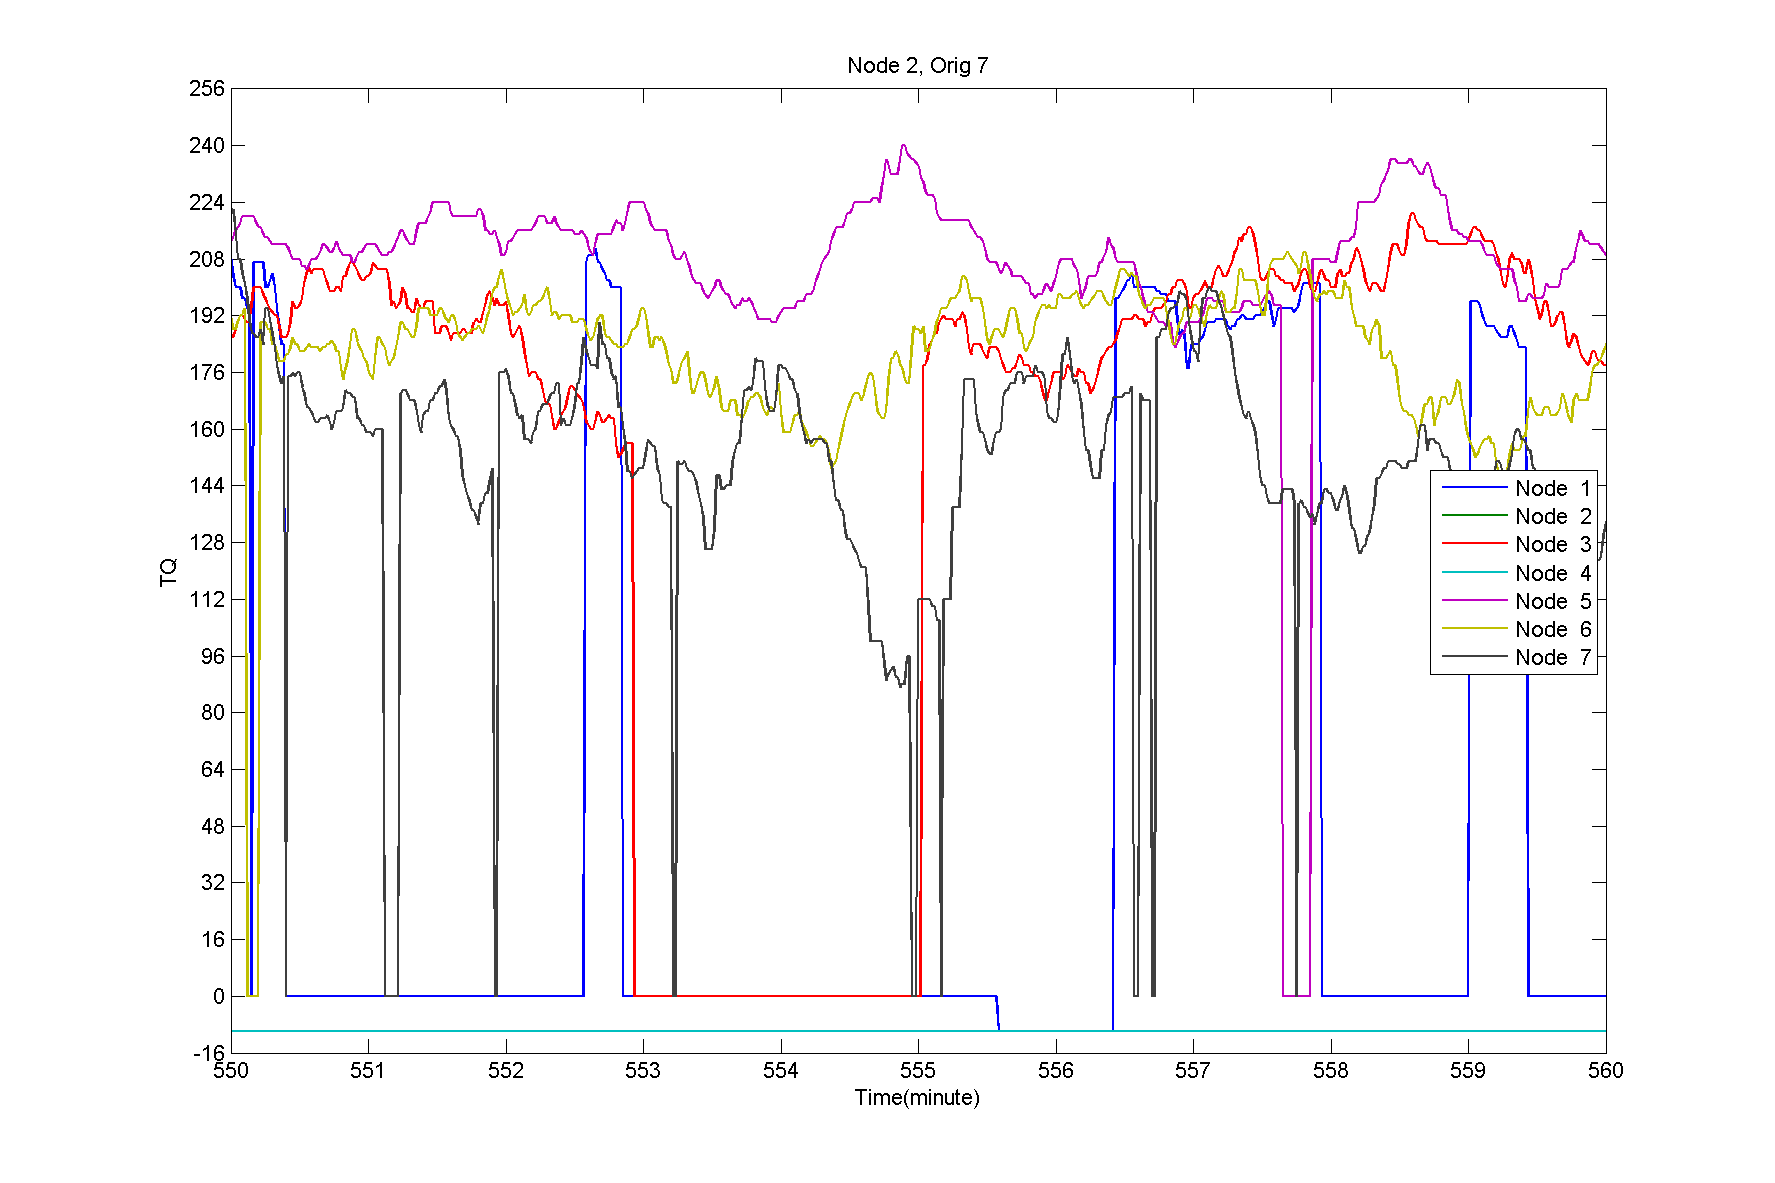 Node 2, Orig 7
256
240
224
208
192
176
160
144
128
112
96
80
64
48
32
16
0
-16
TQ
Node 1
Node 2
Node 3
Node 4
Node 5
Node 6
Node 7
550 551 552 553 554 555 556 557 558 559 560
Time(minute)